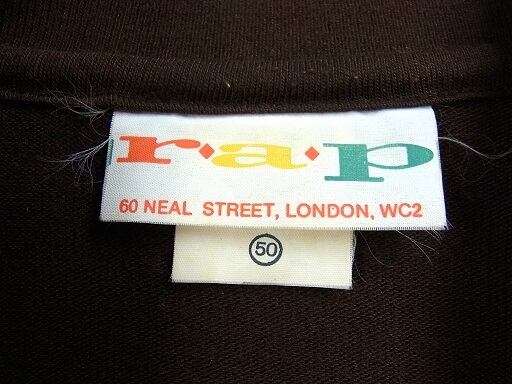 r•a•p
60 NEAL STREET, LONDON, WC2
50